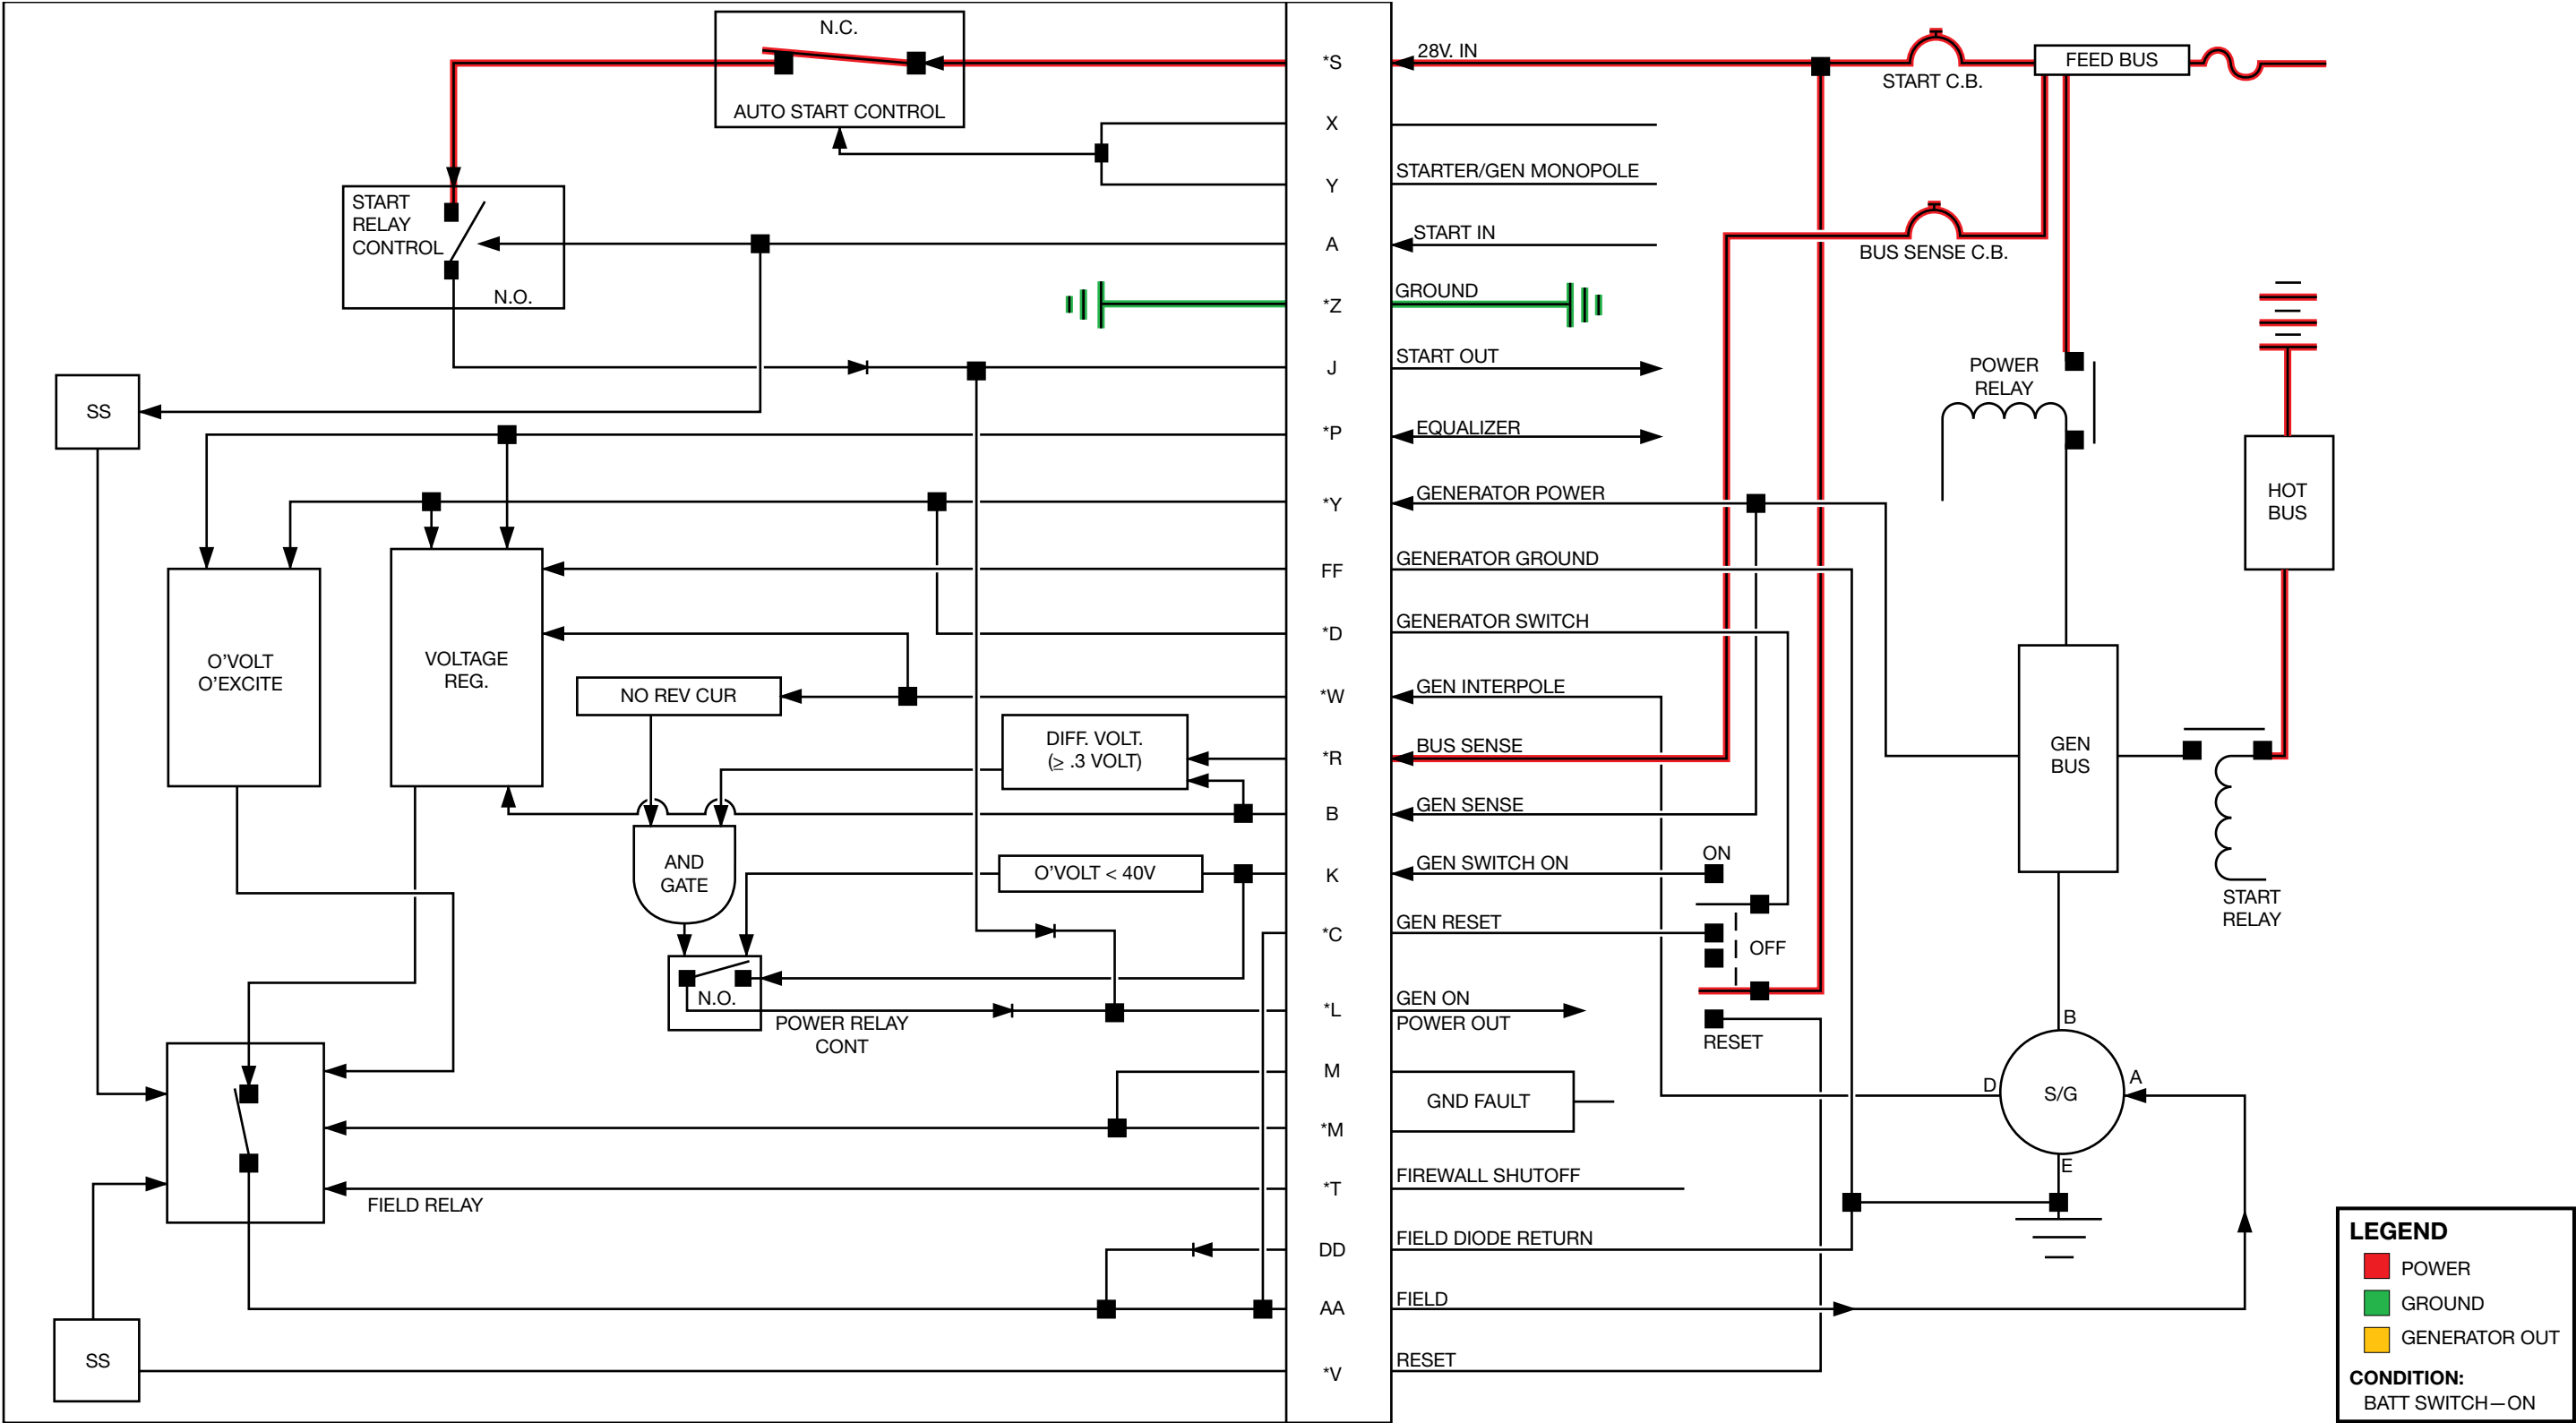 N.C.
AUTO START CONTROL
START
RELAY
CONTROL
N.O.
SS
O'VOLT
O'EXCITE
VOLTAGE
REG.
NO REV CUR
DIFF. VOLT.
(≥ .3 VOLT)
AND
GATE
O'VOLT < 40V
N.O.
POWER RELAY
CONT
FIELD RELAY
SS
*S
X
Y
A
*Z
J
*P
*Y
FF
*D
*W
*R
B
K
*C
*L
M
*M
*T
DD
AA
*V
28V. IN
STARTER/GEN MONOPOLE
START IN
GROUND
START OUT
EQUALIZER
GENERATOR POWER
GENERATOR GROUND
GENERATOR SWITCH
GEN INTERPOLE
BUS SENSE
GEN SENSE
GEN SWITCH ON
GEN RESET
GEN ON
POWER OUT
GND FAULT
FIREWALL SHUTOFF
FIELD DIODE RETURN
FIELD
RESET
START C.B.
FEED BUS
BUS SENSE C.B.
POWER
RELAY
HOT
BUS
GEN
BUS
START
RELAY
ON
OFF
RESET
B
D
S/G
A
E
LEGEND
POWER
GROUND
GENERATOR OUT
CONDITION:
BATT SWITCH—ON